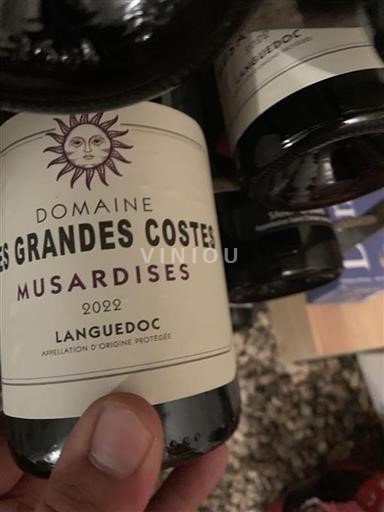 DOMAINE
ES GRANDES COSTES
MUSARDISES
2022
LANGUEDOC
APPELLATION D'ORIGINE PROTÉGÉE
LANGUEDOC
VINIOU